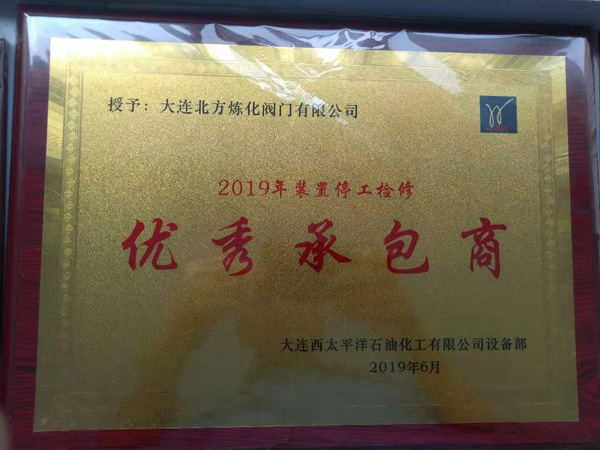 授予：大连北方炼化阀门有限公司
2019年装置停工检修
优秀承包商
大连西太平洋石油化工有限公司设备部
2019年6月